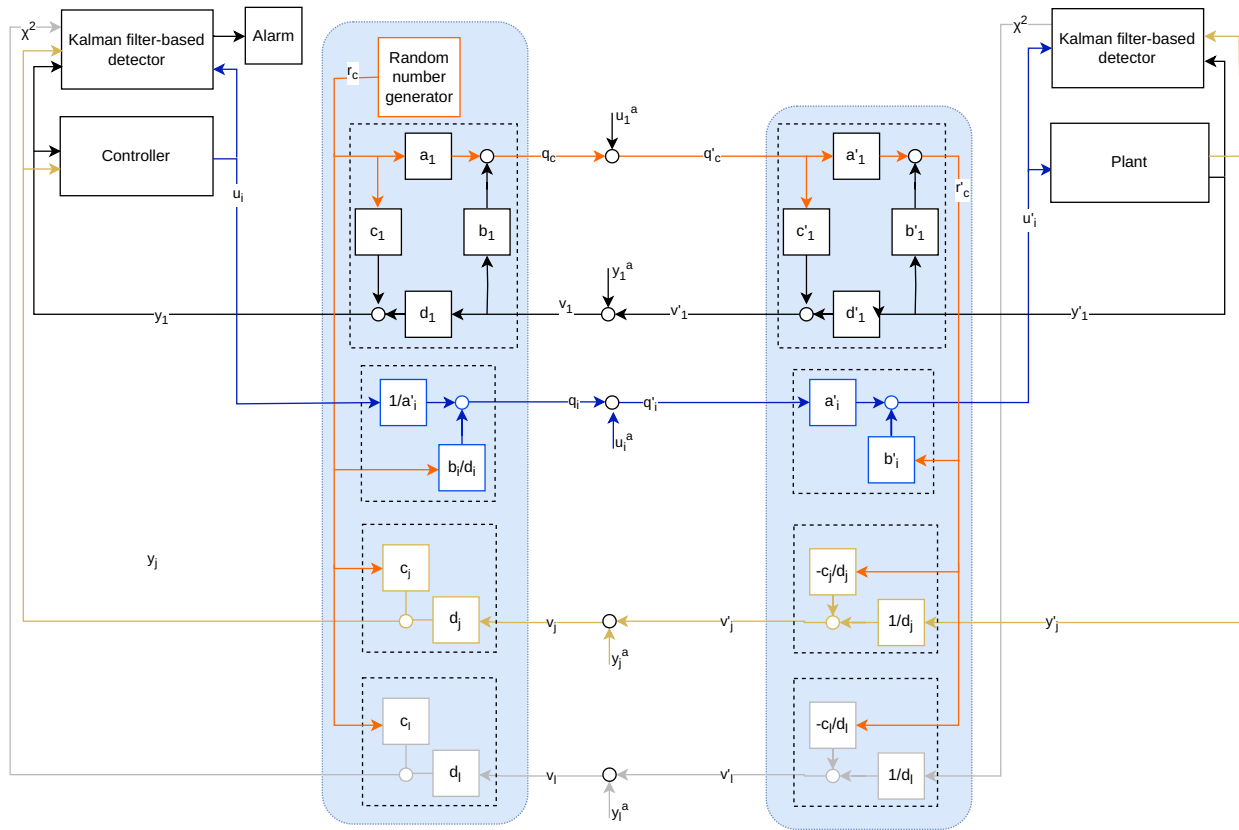 χ²
Kalman filter-based
detector
Alarm
Controller
u_i
r_c
Random
number
generator
a_1
c_1
b_1
d_1
q_c
u_1^a
q'_c
y_1
v_1
y_1^a
v'_1
a'_1
c'_1
b'_1
d'_1
r'_c
χ²
Kalman filter-based
detector
Plant
u'_i
y'_1
1/a'_i
b_i/d_i
q_i
u_i^a
q'_i
a'_i
b'_i
y_j
c_j
d_j
v_j
y_j^a
v'_j
-c_j/d_j
1/d_j
y'_j
c_l
d_l
v_l
y_l^a
v'_l
-c_l/d_l
1/d_l